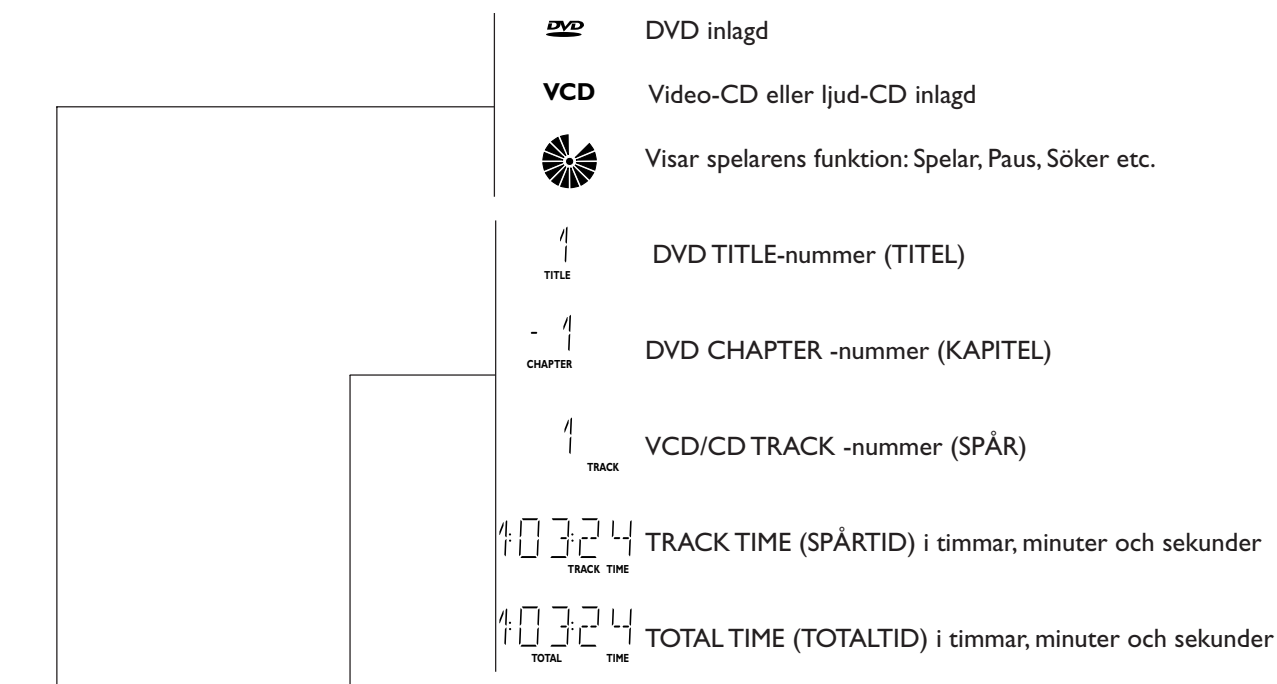 DVD DVD inlagd
VCD Video-CD eller ljud-CD inlagd
Visar spelarens funktion: Spelar, Paus, Söker etc.
1 DVD TITLE-nummer (TITEL)
TITLE
- 1 DVD CHAPTER -nummer (KAPITEL)
CHAPTER
1 VCD/CD TRACK -nummer (SPÅR)
TRACK
1:03:24 TRACK TIME (SPÅRTID) i timmar, minuter och sekunder
TRACK TIME
1:03:24 TOTAL TIME (TOTALTID) i timmar, minuter och sekunder
TOTAL TIME